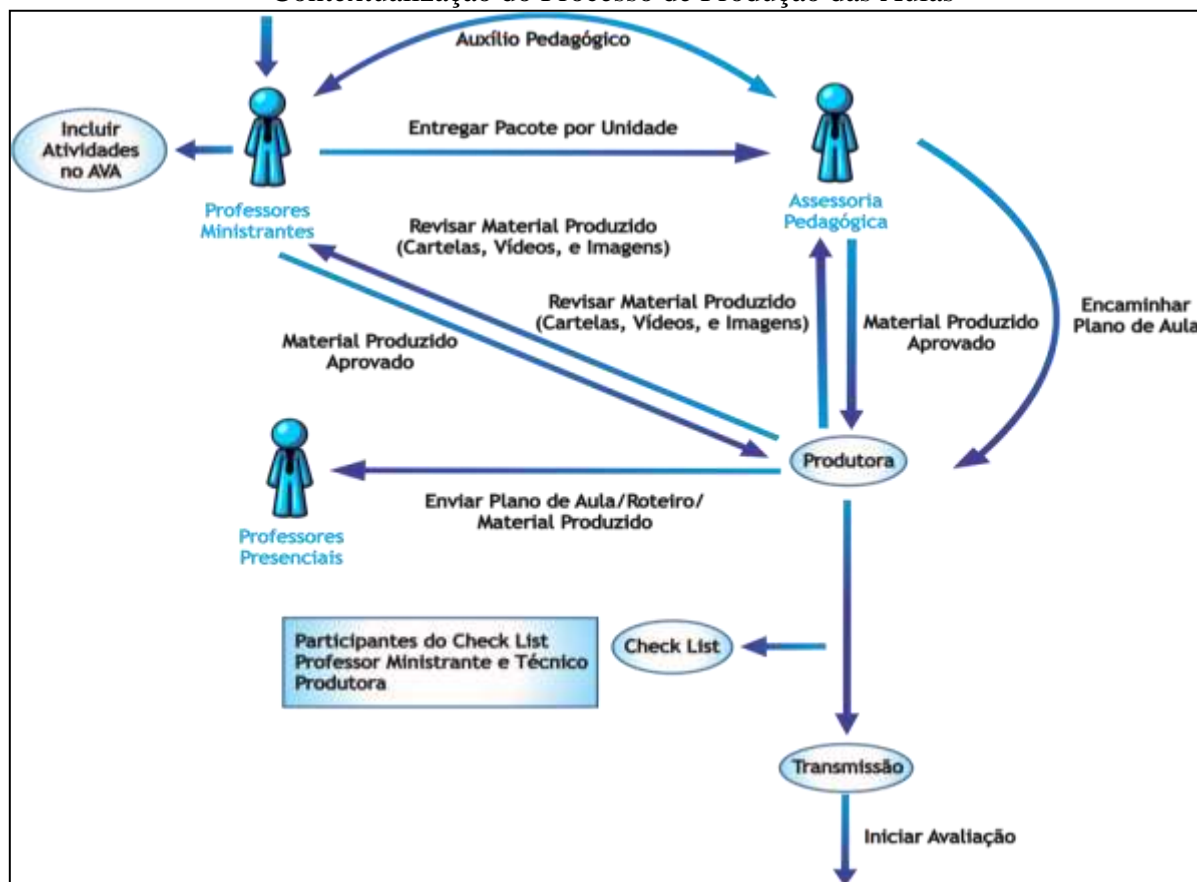 Contextualização do Processo de Produção das Aulas
Auxílio Pedagógico
Incluir
Atividades
no AVA
Entregar Pacote por Unidade
Professores
Ministrantes
Assessoria
Pedagógica
Revisar Material Produzido
(Cartelas, Vídeos, e Imagens)
Revisar Material Produzido
(Cartelas, Vídeos, e Imagens)
Material Produzido
Aprovado
Material Produzido
Aprovado
Encaminhar
Plano de Aula
Produtora
Enviar Plano de Aula/Roteiro/
Material Produzido
Professores
Presenciais
Participantes do Check List
Professor Ministrante e Técnico
Produtora
Check List
Transmissão
Iniciar Avaliação